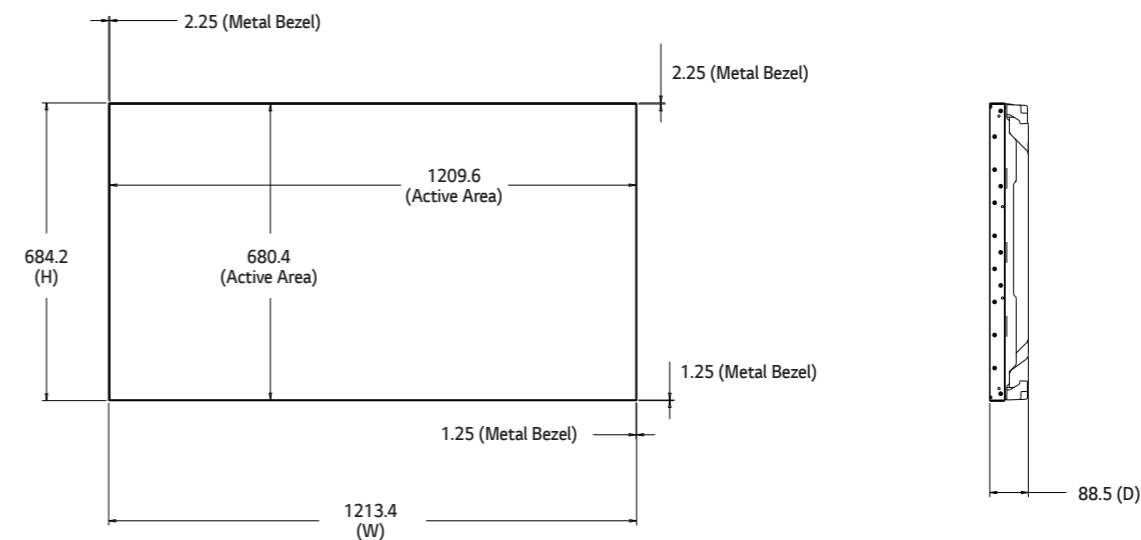 2.25 (Metal Bezel)
2.25 (Metal Bezel)
1209.6
(Active Area)
684.2
(H)
680.4
(Active Area)
1.25 (Metal Bezel)
1.25 (Metal Bezel)
88.5 (D)
1213.4
(W)